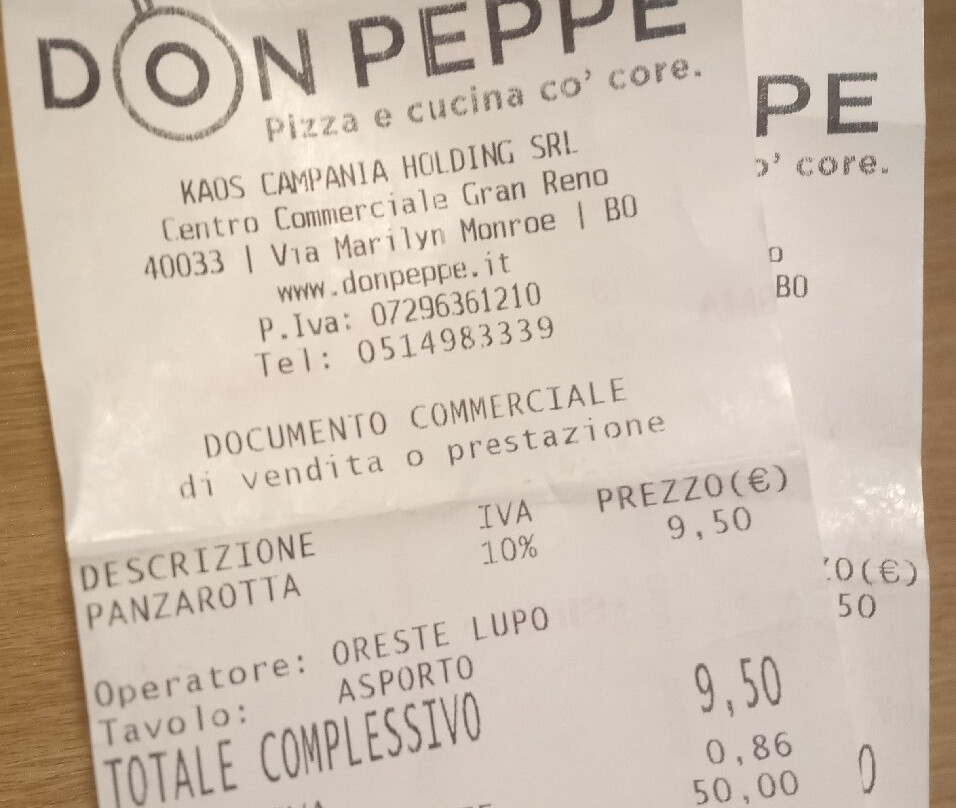 DON PEPPE
Pizza e cucina co' core.
KAOS CAMPANIA HOLDING SRL
Centro Commerciale Gran Reno
40033 | Via Marilyn Monroe | BO
www.donpeppe.it
P.Iva: 07296361210
Tel: 0514983339
DOCUMENTO COMMERCIALE
di vendita o prestazione
DESCRIZIONE IVA PREZZO(€)
PANZAROTTA 10% 9,50
Operatore: ORESTE LUPO
Tavolo: ASPORTO
TOTALE COMPLESSIVO 9,50
0,86
50,00
PE
o' core.
O
BO
ZO(€)
50
0